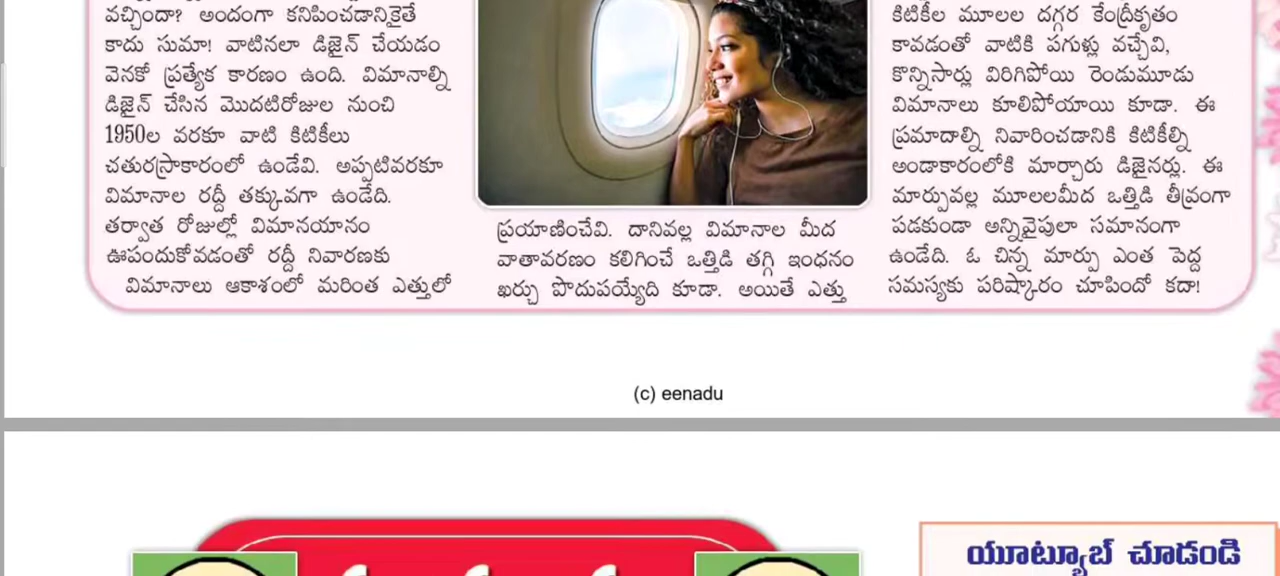 వచ్చిందా? అందంగా కనిపించడానికైతే
కాదు సుమా! వాటినలా డిజైన్ చేయడం
వెనకో ప్రత్యేక కారణం ఉంది. విమానాల్ని
డిజైన్ చేసిన మొదటిరోజుల నుంచి
1950ల వరకూ వాటి కిటికీలు
చతురస్రాకారంలో ఉండేవి. అప్పటివరకూ
విమానాల రద్దీ తక్కువగా ఉండేది.
తర్వాత రోజుల్లో విమానయానం
ఊపందుకోవడంతో రద్దీ నివారణకు
విమానాలు ఆకాశంలో మరింత ఎత్తులో
ప్రయాణించేవి. దానివల్ల విమానాల మీద
వాతావరణం కలిగించే ఒత్తిడి తగ్గి ఇంధనం
ఖర్చు పొదుపయ్యేది కూడా. అయితే ఎత్తు
కిటికీల మూలల దగ్గర కేంద్రీకృతం
కావడంతో వాటికి పగుళ్లు వచ్చేవి,
కొన్నిసార్లు విరిగిపోయి రెండుమూడు
విమానాలు కూలిపోయాయి కూడా. ఈ
ప్రమాదాల్ని నివారించడానికి కిటికీల్ని
అండాకారంలోకి మార్చారు డిజైనర్లు. ఈ
మార్పువల్ల మూలలమీద ఒత్తిడి తీవ్రంగా
పడకుండా అన్నివైపులా సమానంగా
ఉండేది. ఓ చిన్న మార్పు ఎంత పెద్ద
సమస్యకు పరిష్కారం చూపిందో కదా!
(c) eenadu
యూట్యూబ్ చూడండి